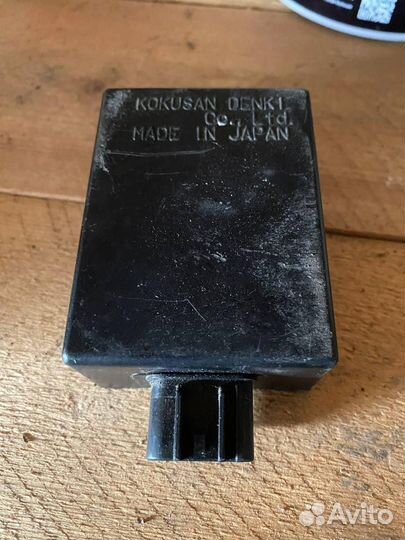 KOKUSAN DENKI
Co., Ltd.
MADE IN JAPAN
Avito